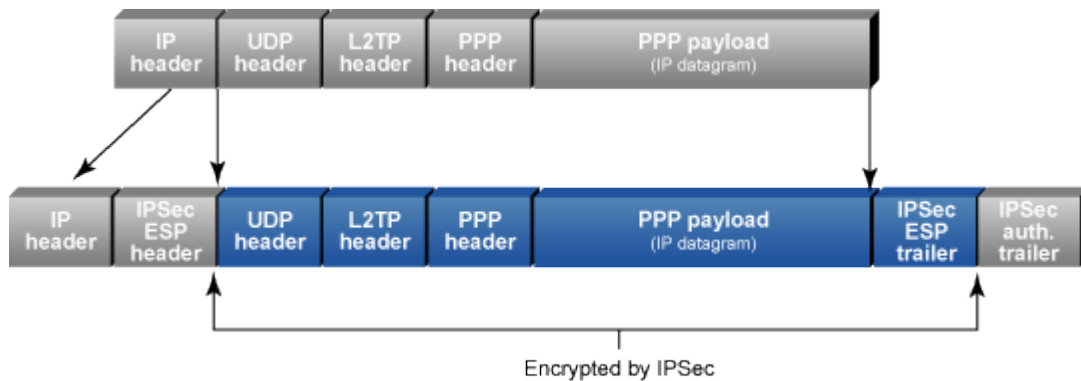 IP
header
UDP
header
L2TP
header
PPP
header
PPP payload
(IP datagram)
IP
header
IPSec
ESP
header
UDP
header
L2TP
header
PPP
header
PPP payload
(IP datagram)
IPSec
ESP
trailer
IPSec
auth.
trailer
Encrypted by IPSec